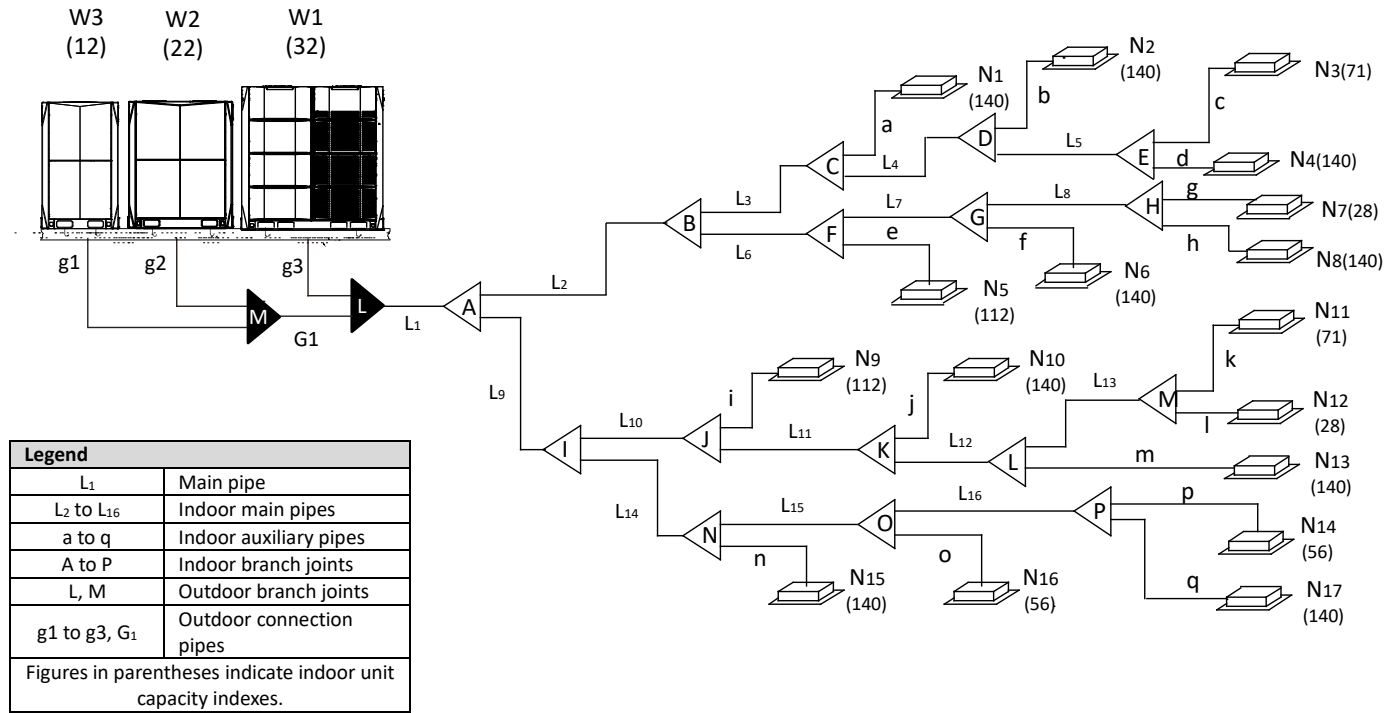 W3
(12)
W2
(22)
W1
(32)
g1
g2
g3
M
G1
L
L1
A
L2
B
L3
C
a
N1
(140)
L4
D
b
N2
(140)
L5
E
c
N3(71)
d
N4(140)
L6
F
L7
e
N5
(112)
G
L8
f
N6
(140)
H
g
N7(28)
h
N8(140)
L9
I
L10
J
i
N9
(112)
L11
K
j
N10
(140)
L12
L
L13
M
k
N11
(71)
l
N12
(28)
m
N13
(140)
L14
N
L15
n
N15
(140)
O
L16
o
N16
(56)
P
p
N14
(56)
q
N17
(140)
Legend
L1 Main pipe
L2 to L16 Indoor main pipes
a to q Indoor auxiliary pipes
A to P Indoor branch joints
L, M Outdoor branch joints
g1 to g3, G1 Outdoor connection
pipes
Figures in parentheses indicate indoor unit
capacity indexes.